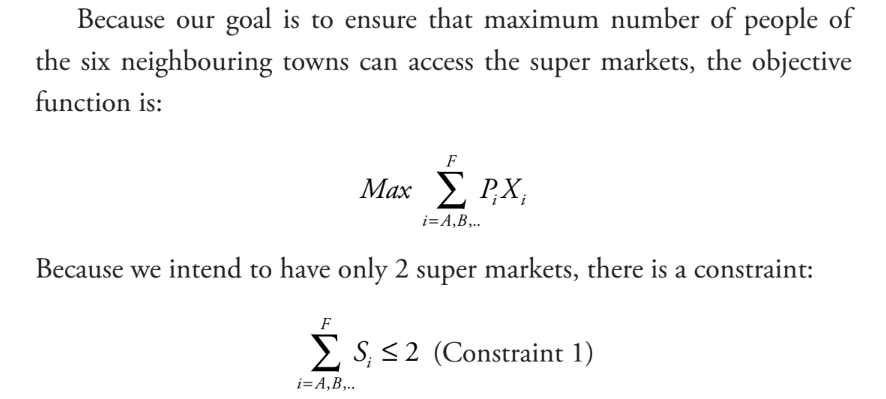 Because our goal is to ensure that maximum number of people of
the six neighbouring towns can access the super markets, the objective
function is:
Max \sum_{i=A,B,..}^{F} P_i X_i
Because we intend to have only 2 super markets, there is a constraint:
\sum_{i=A,B,..}^{F} S_i ≤ 2 (Constraint 1)